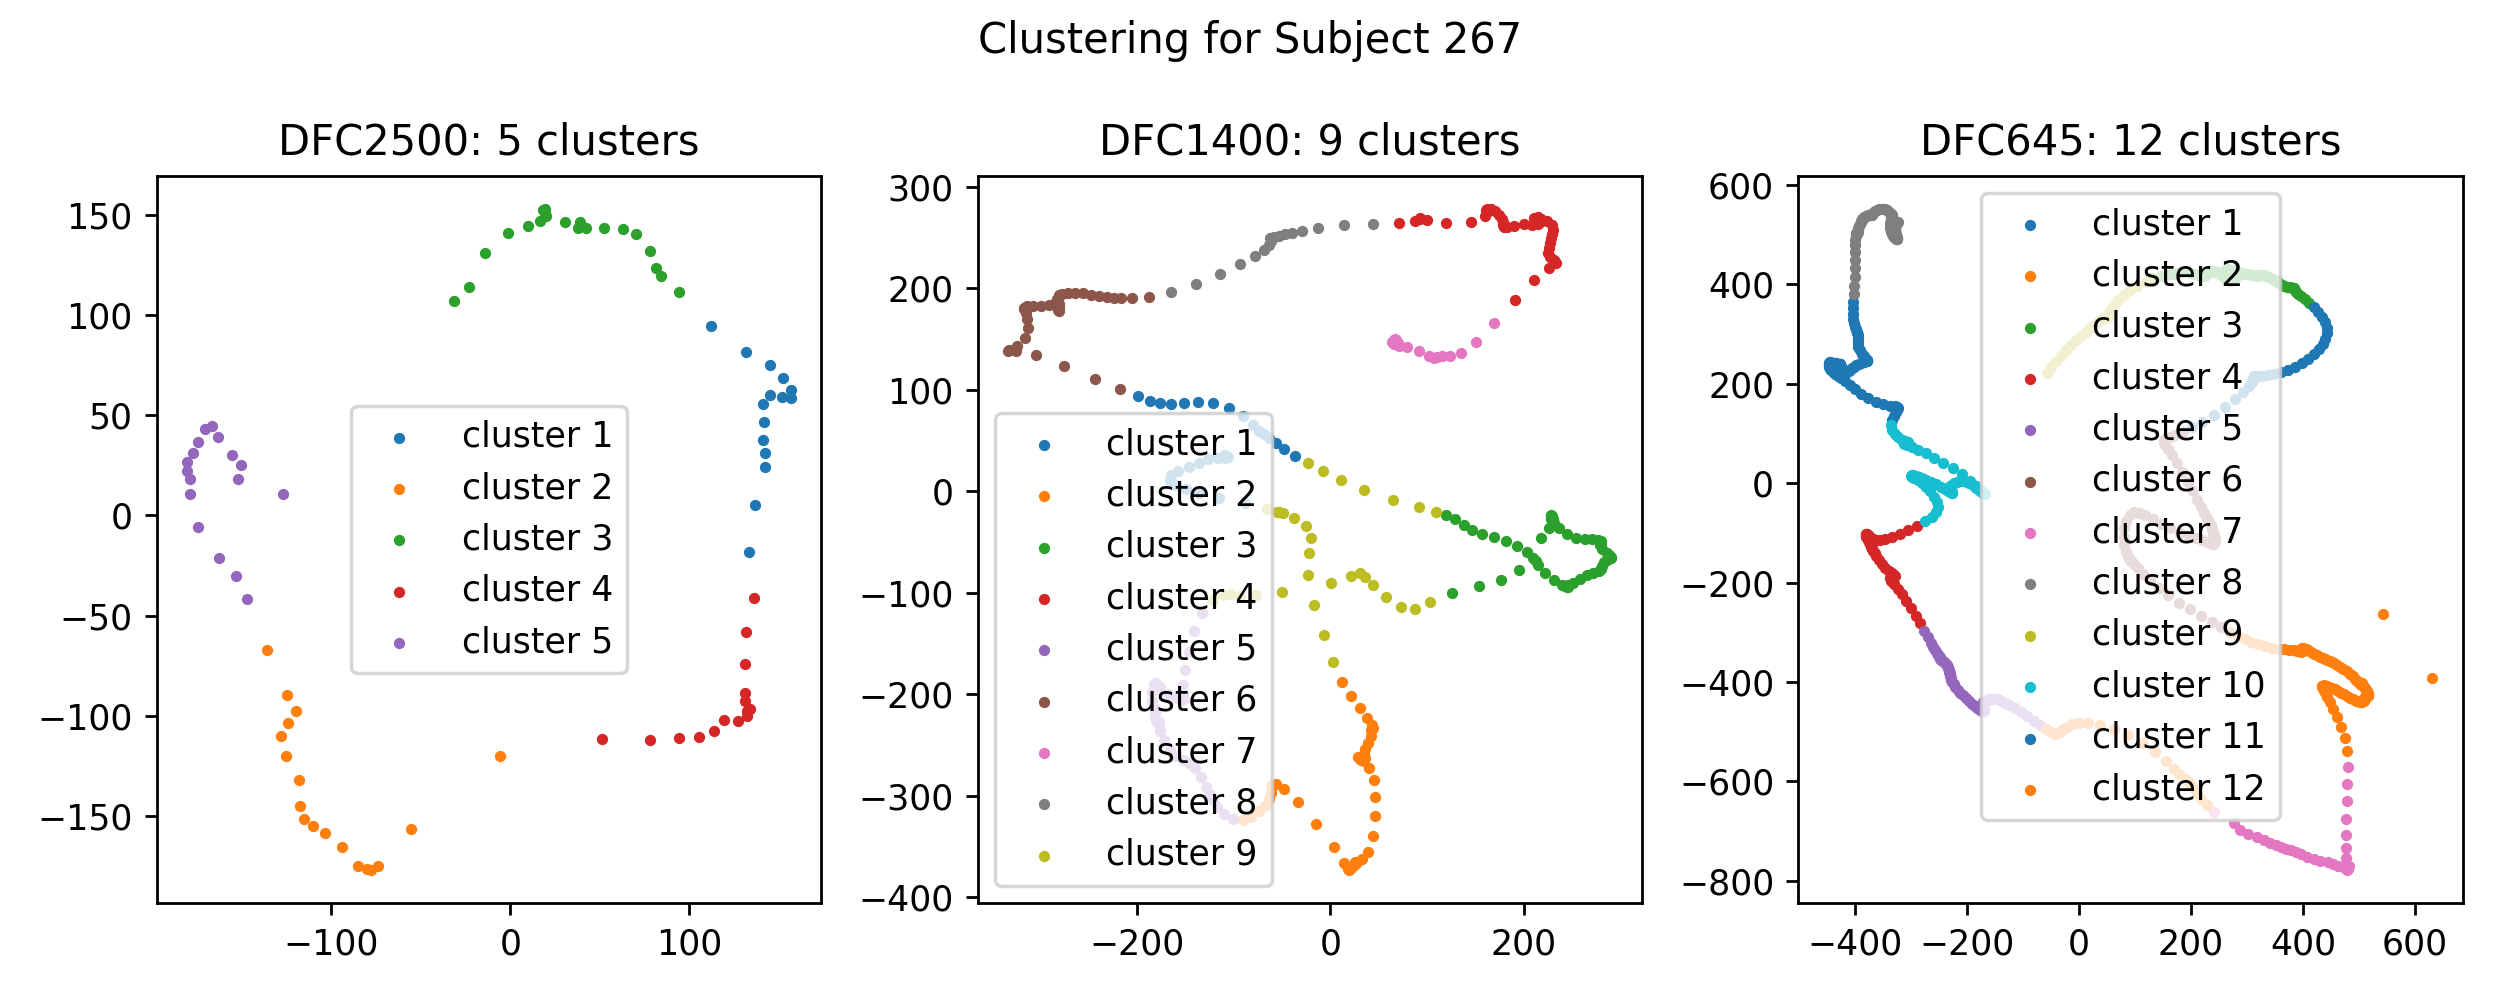 Clustering for Subject 267
DFC2500: 5 clusters
150
100
50
0
−50
−100
−150
−100
0
100
cluster 1
cluster 2
cluster 3
cluster 4
cluster 5
DFC1400: 9 clusters
300
200
100
0
−100
−200
−300
−400
−200
0
200
cluster 1
cluster 2
cluster 3
cluster 4
cluster 5
cluster 6
cluster 7
cluster 8
cluster 9
DFC645: 12 clusters
600
400
200
0
−200
−400
−600
−800
−400
−200
0
200
400
600
cluster 1
cluster 2
cluster 3
cluster 4
cluster 5
cluster 6
cluster 7
cluster 8
cluster 9
cluster 10
cluster 11
cluster 12